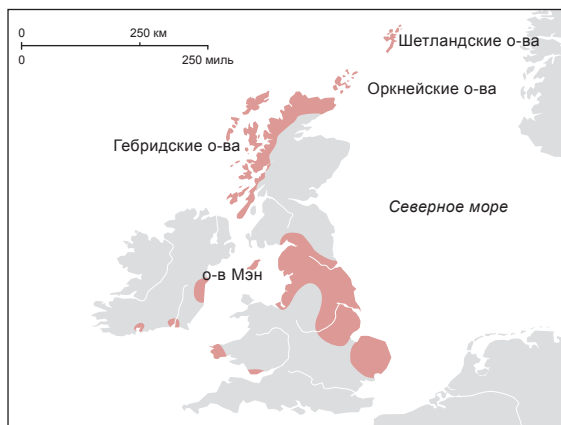 0 250 км
0 250 миль
Шетландские о-ва
Оркнейские о-ва
Гебридские о-ва
Северное море
о-в Мэн